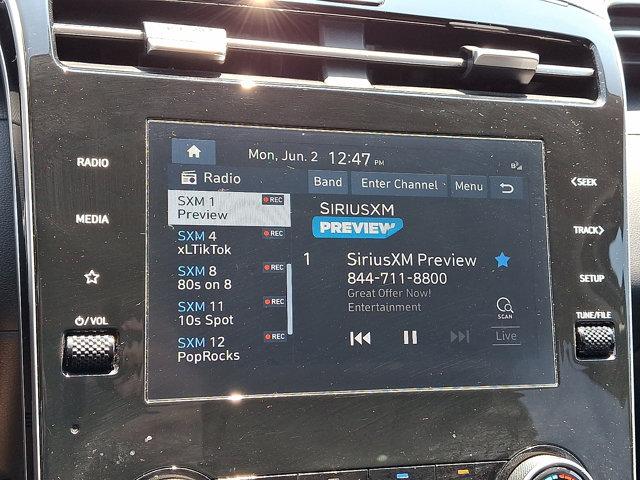 Mon, Jun. 2 12:47 PM
Radio
Band
Enter Channel
Menu
SXM 1
REC
Preview
SXM 4
REC
xLTikTok
SXM 8
REC
80s on 8
SXM 11
REC
10s Spot
SXM 12
REC
PopRocks
SIRIUSXM
PREVIEW
1 SiriusXM Preview
844-711-8800
Great Offer Now!
Entertainment
SCAN
Live
RADIO
MEDIA
/VOL
<SEEK
TRACK>
SETUP
TUNE/FILE